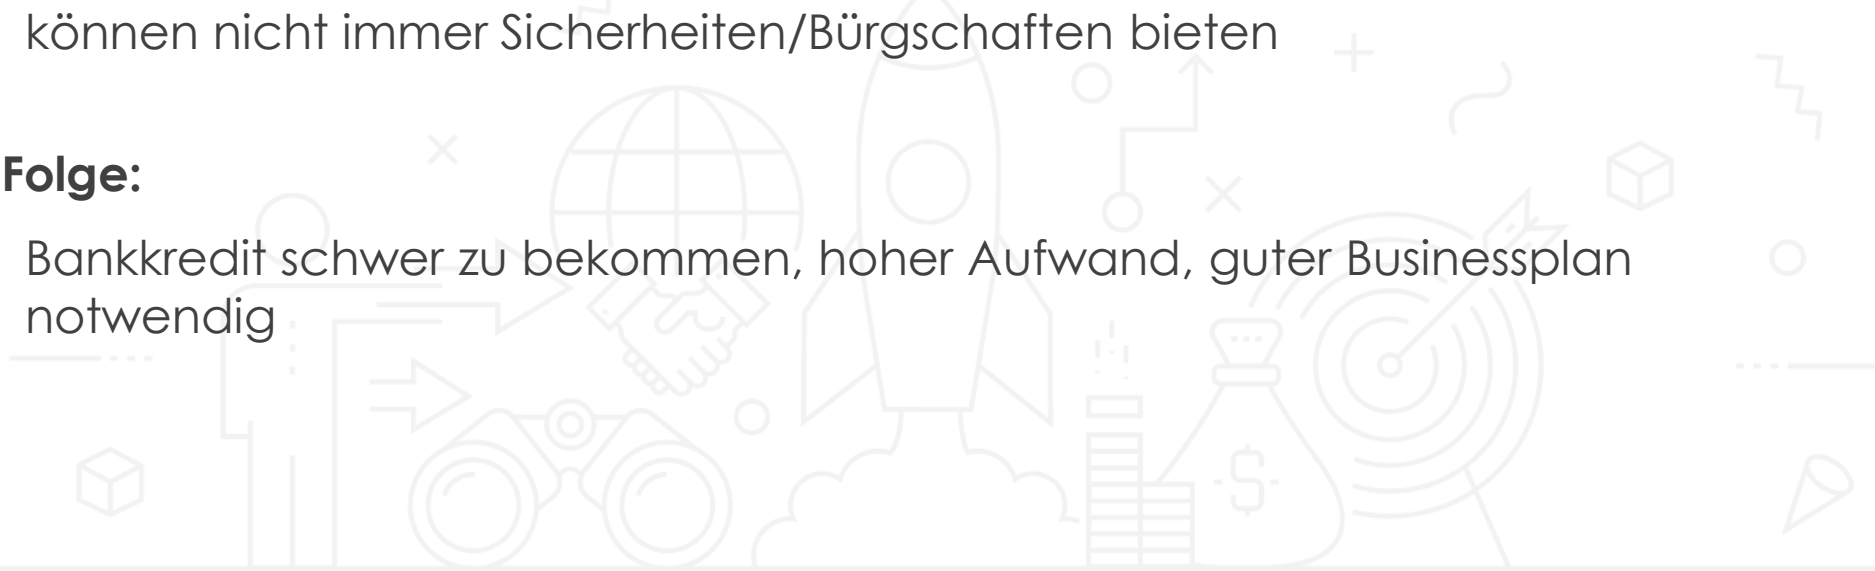 können nicht immer Sicherheiten/Bürgschaften bieten
Folge:
Bankkredit schwer zu bekommen, hoher Aufwand, guter Businessplan
notwendig
$